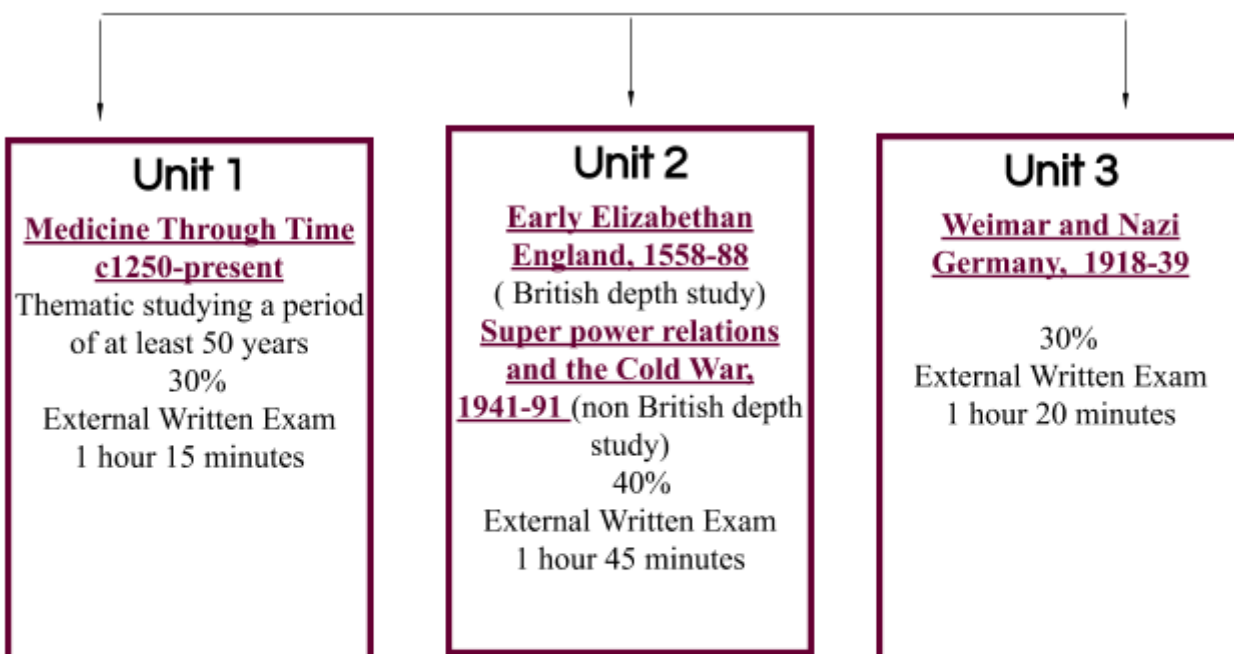 Unit 1
Medicine Through Time
c1250-present
Thematic studying a period
of at least 50 years
30%
External Written Exam
1 hour 15 minutes
Unit 2
Early Elizabethan
England, 1558-88
( British depth study)
Super power relations
and the Cold War,
1941-91 (non British depth
study)
40%
External Written Exam
1 hour 45 minutes
Unit 3
Weimar and Nazi
Germany, 1918-39
30%
External Written Exam
1 hour 20 minutes